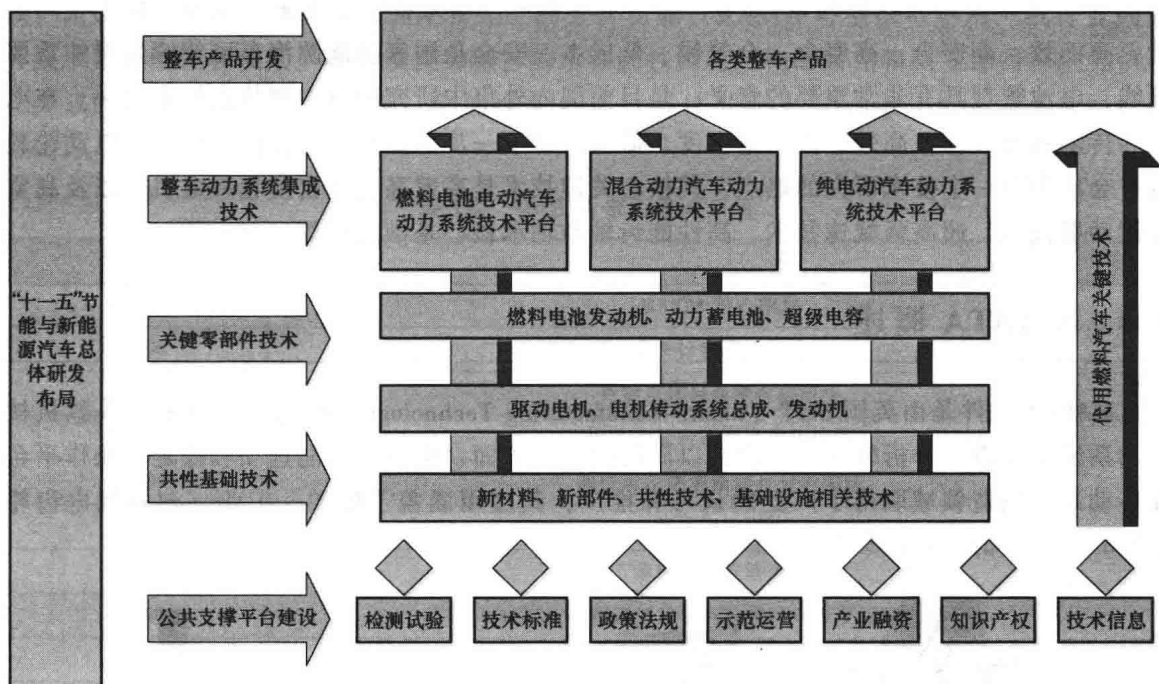 "十一五"节
能与新能
源汽车总
体研发
布局
整车产品开发
各类整车产品
整车动力系统集成
技术
燃料电池电动汽车
动力系统技术平台
混合动力汽车动力
系统技术平台
纯电动汽车动力系
统技术平台
关键零部件技术
燃料电池发动机、动力蓄电池、超级电容
驱动电机、电机传动系统总成、发动机
共性基础技术
新材料、新部件、共性技术、基础设施相关技术
代用燃料汽车关键技术
公共支撑平台建设
检测试验
技术标准
政策法规
示范运营
产业融资
知识产权
技术信息